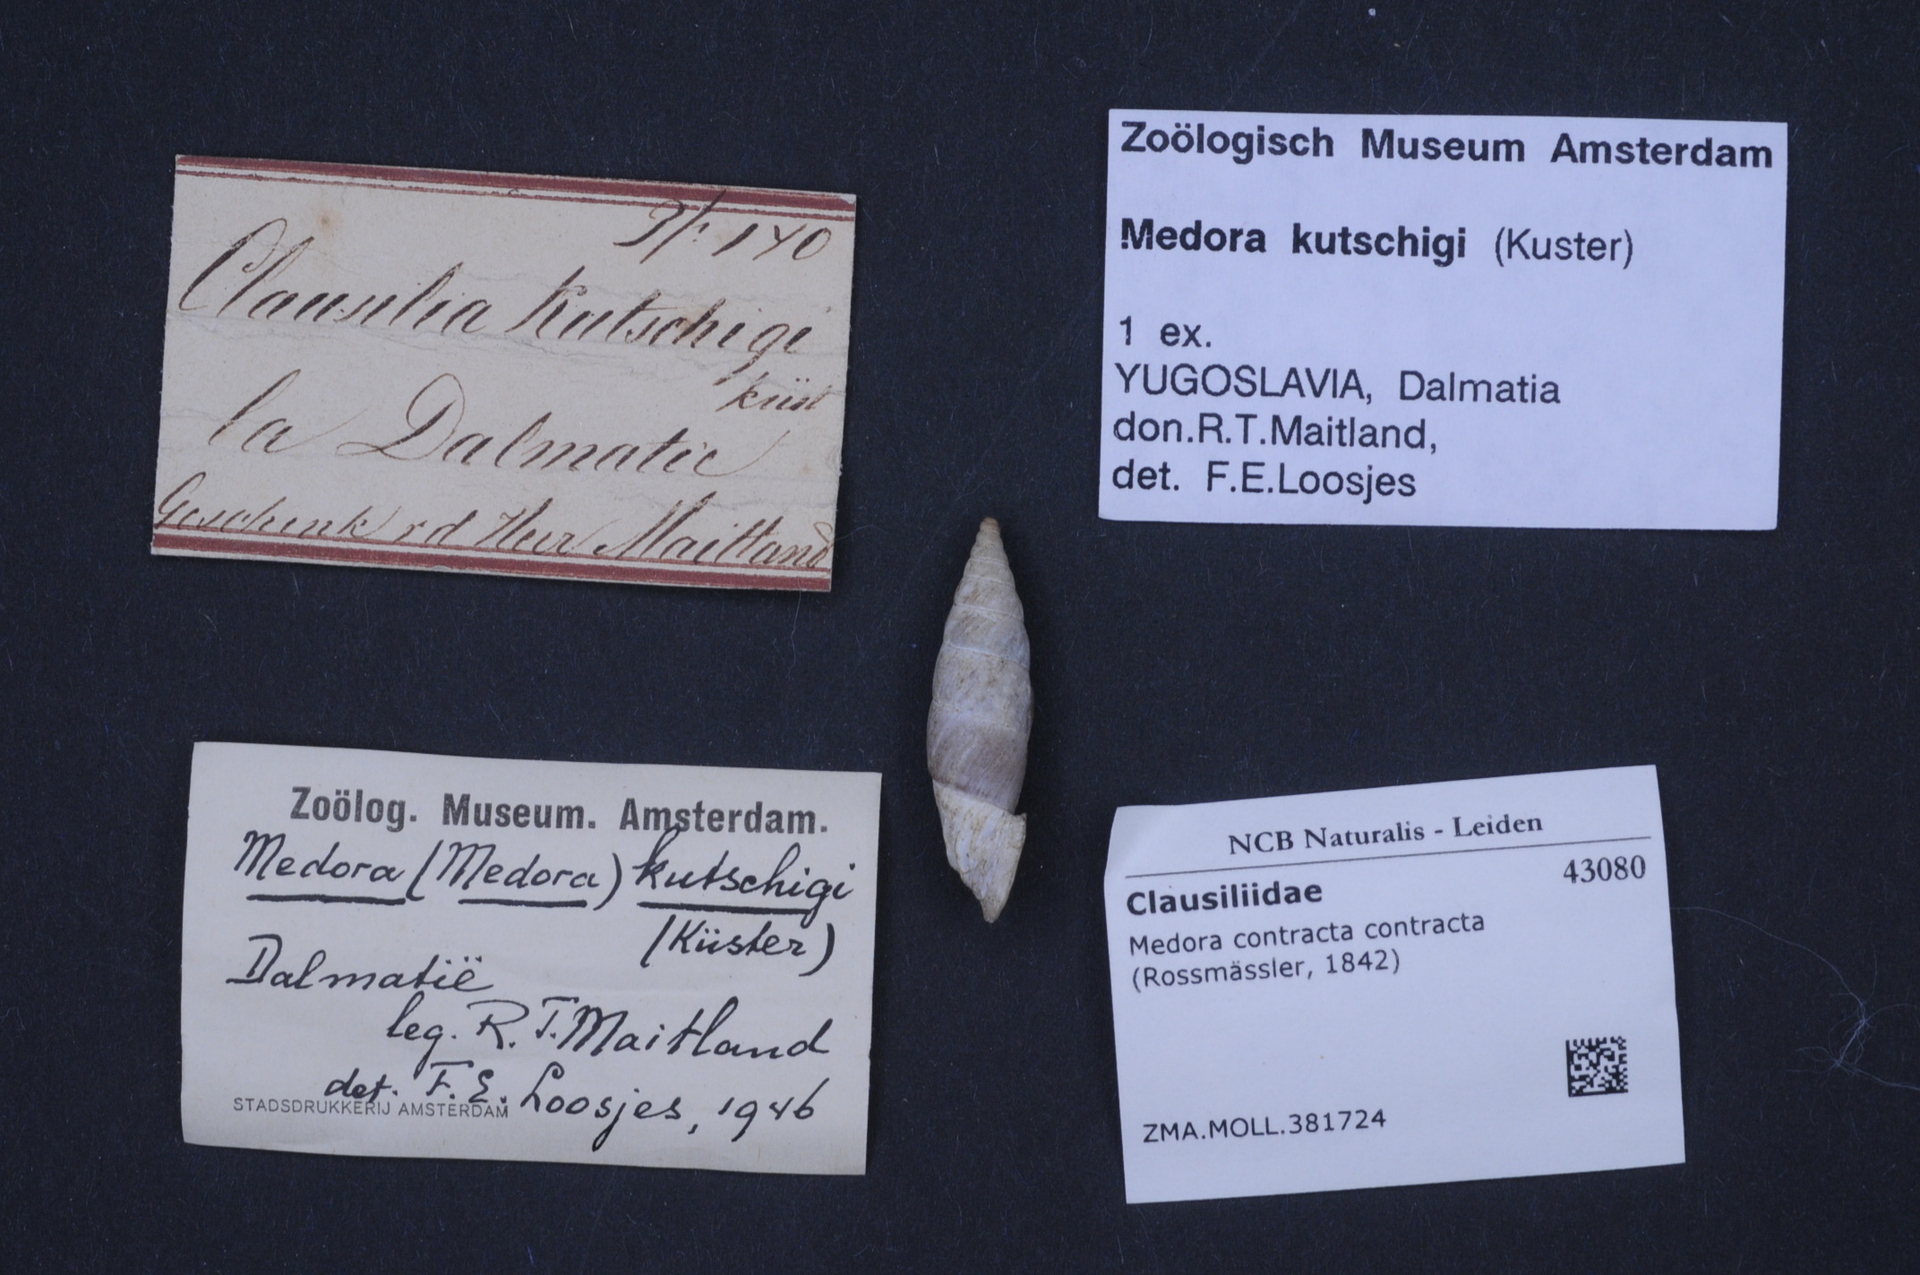 Clausilia Kutschigi
küst
la Dalmatie
Geschenk v d Heer Maitland
Zoölogisch Museum Amsterdam
Medora kutschigi (Kuster)
1 ex.
YUGOSLAVIA, Dalmatia
don.R.T.Maitland,
det. F.E.Loosjes
Zoölog. Museum. Amsterdam.
Medora (Medora) kutschigi
(Küster)
Dalmatië
leg. R. T. Maitland
det. F. E. Loosjes, 1946
STADSDRUKKERIJ AMSTERDAM
NCB Naturalis - Leiden
43080
Clausiliidae
Medora contracta contracta
(Rossmässler, 1842)
ZMA.MOLL.381724